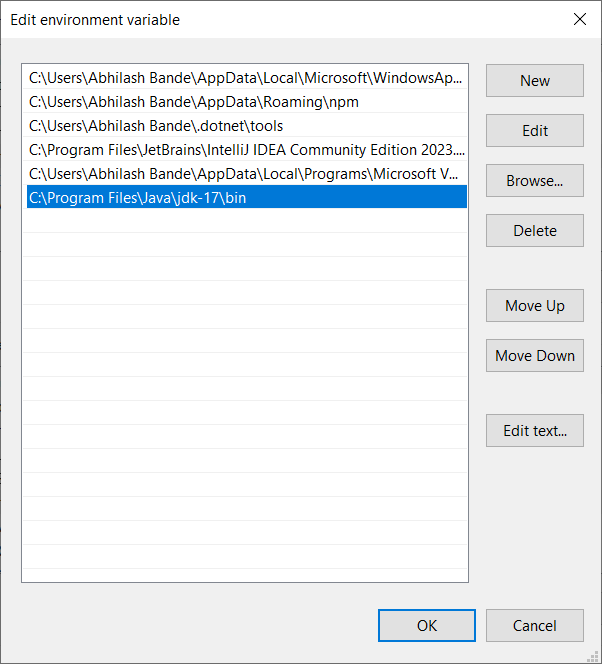 Edit environment variable
C:\Users\Abhilash Bande\AppData\Local\Microsoft\WindowsAp...
C:\Users\Abhilash Bande\AppData\Roaming\npm
C:\Users\Abhilash Bande\.dotnet\tools
C:\Program Files\JetBrains\IntelliJ IDEA Community Edition 2023....
C:\Users\Abhilash Bande\AppData\Local\Programs\Microsoft V...
C:\Program Files\Java\jdk-17\bin
New
Edit
Browse...
Delete
Move Up
Move Down
Edit text...
OK
Cancel